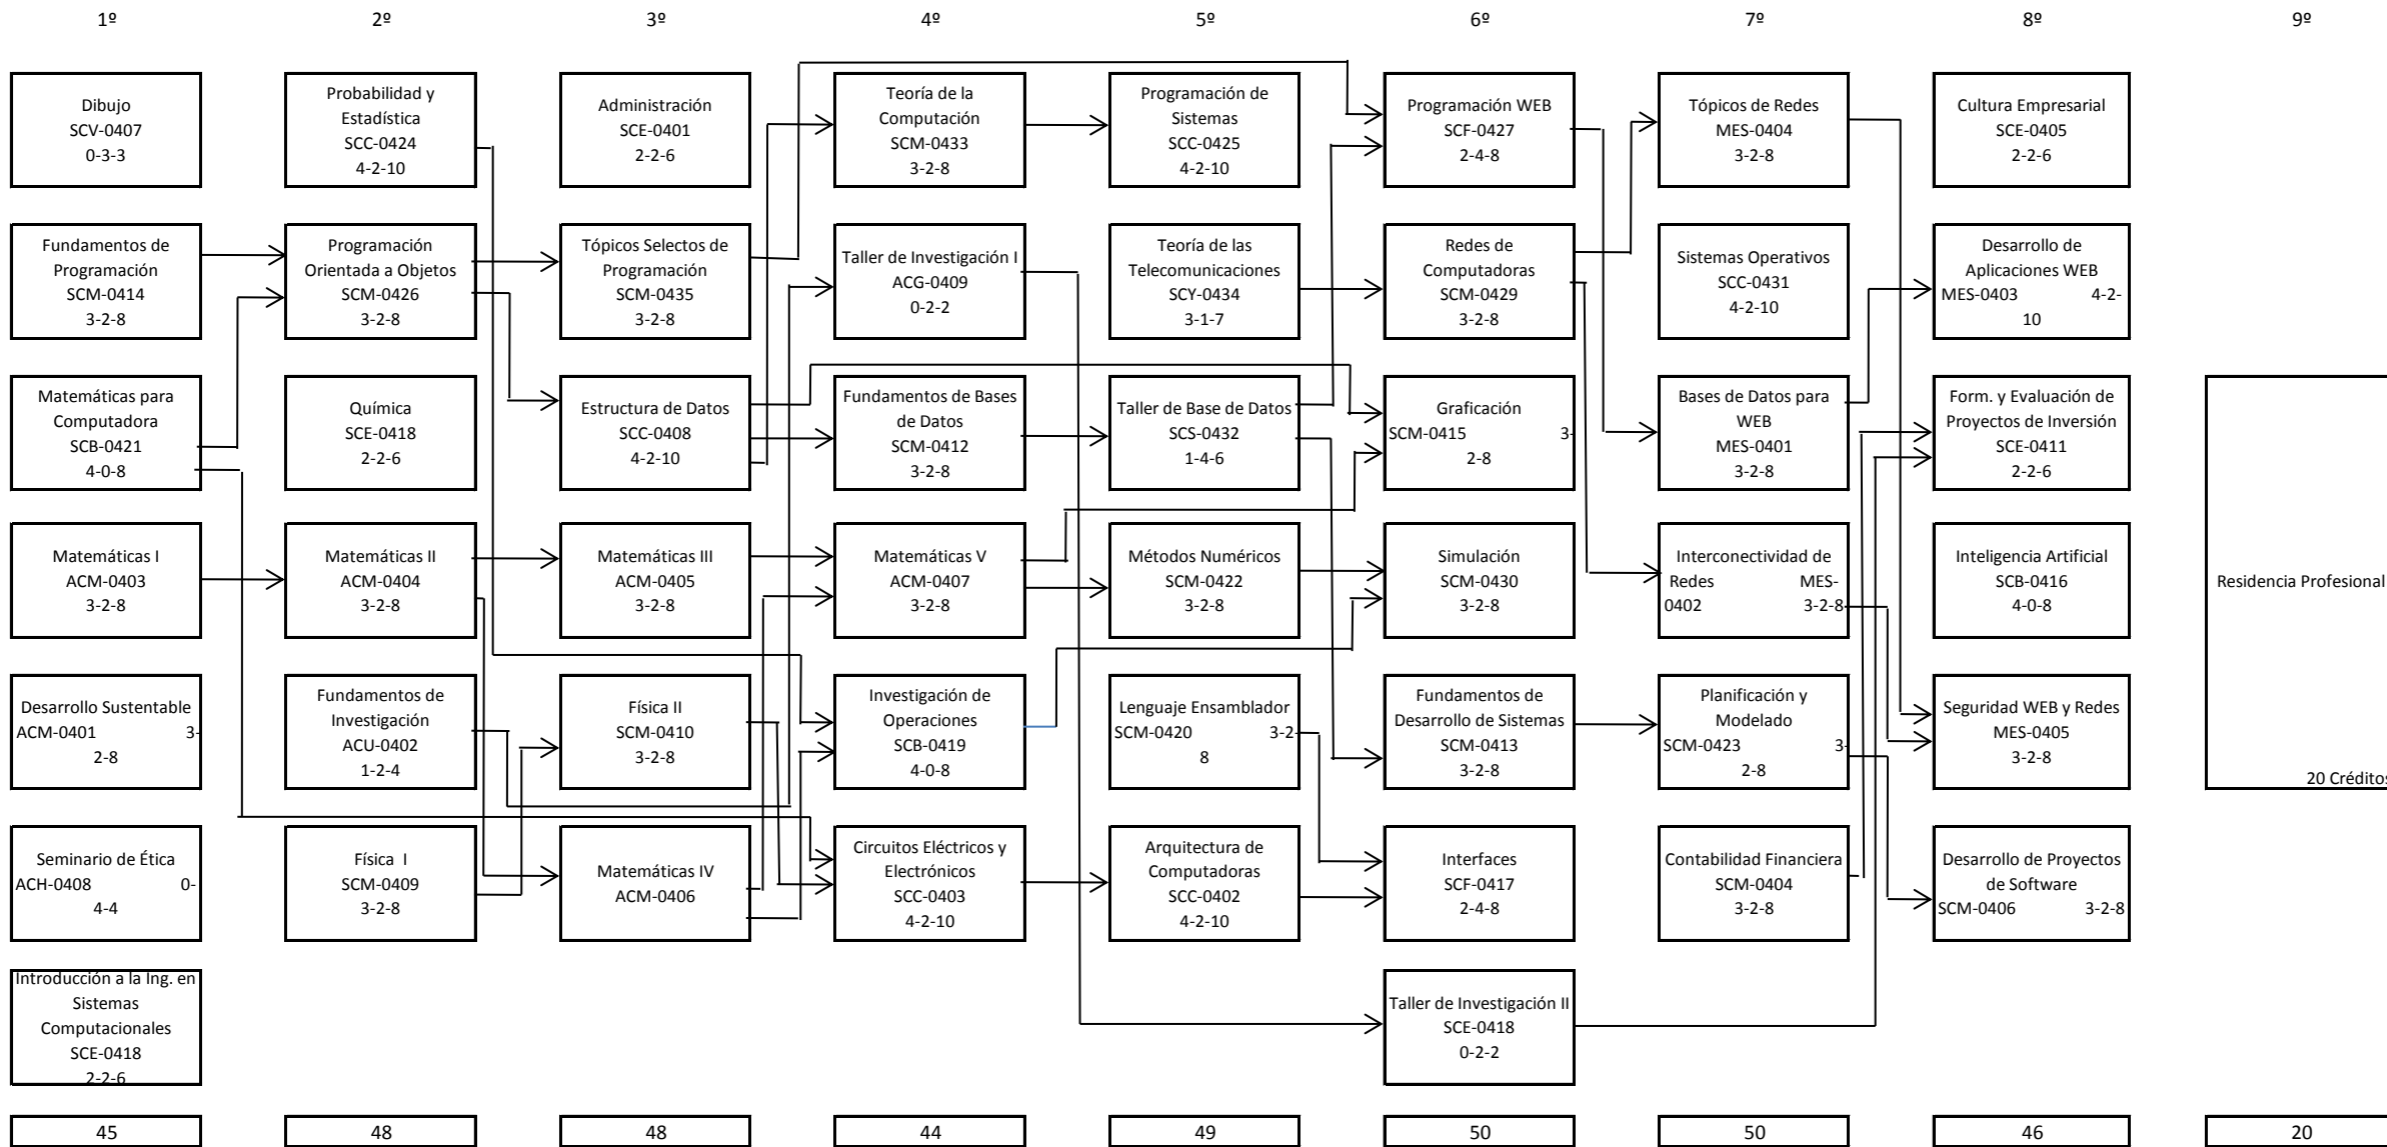 1º 2º 3º 4º 5º 6º 7º 8º 9º
Dibujo
SCV-0407
0-3-3
Fundamentos de
Programación
SCM-0414
3-2-8
Matemáticas para
Computadora
SCB-0421
4-0-8
Matemáticas I
ACM-0403
3-2-8
Desarrollo Sustentable
ACM-0401 3-
2-8
Seminario de Ética
ACH-0408 0-
4-4
Introducción a la Ing. en
Sistemas
Computacionales
SCE-0418
2-2-6
Probabilidad y
Estadística
SCC-0424
4-2-10
Programación
Orientada a Objetos
SCM-0426
3-2-8
Química
SCE-0418
2-2-6
Matemáticas II
ACM-0404
3-2-8
Fundamentos de
Investigación
ACU-0402
1-2-4
Física I
SCM-0409
3-2-8
Administración
SCE-0401
2-2-6
Tópicos Selectos de
Programación
SCM-0435
3-2-8
Estructura de Datos
SCC-0408
4-2-10
Matemáticas III
ACM-0405
3-2-8
Física II
SCM-0410
3-2-8
Matemáticas IV
ACM-0406
Teoría de la
Computación
SCM-0433
3-2-8
Taller de Investigación I
ACG-0409
0-2-2
Fundamentos de Bases
de Datos
SCM-0412
3-2-8
Matemáticas V
ACM-0407
3-2-8
Investigación de
Operaciones
SCB-0419
4-0-8
Circuitos Eléctricos y
Electrónicos
SCC-0403
4-2-10
Programación de
Sistemas
SCC-0425
4-2-10
Teoría de las
Telecomunicaciones
SCY-0434
3-1-7
Taller de Base de Datos
SCS-0432
1-4-6
Métodos Numéricos
SCM-0422
3-2-8
Lenguaje Ensamblador
SCM-0420 3-2-
8
Arquitectura de
Computadoras
SCC-0402
4-2-10
Programación WEB
SCF-0427
2-4-8
Redes de
Computadoras
SCM-0429
3-2-8
Graficación
SCM-0415 3-
2-8
Simulación
SCM-0430
3-2-8
Fundamentos de
Desarrollo de Sistemas
SCM-0413
3-2-8
Interfaces
SCF-0417
2-4-8
Taller de Investigación II
SCE-0418
0-2-2
Tópicos de Redes
MES-0404
3-2-8
Sistemas Operativos
SCC-0431
4-2-10
Bases de Datos para
WEB
MES-0401
3-2-8
Interconectividad de
Redes MES-
0402 3-2-8
Planificación y
Modelado
SCM-0423 3-
2-8
Contabilidad Financiera
SCM-0404
3-2-8
Cultura Empresarial
SCE-0405
2-2-6
Desarrollo de
Aplicaciones WEB
MES-0403 4-2-
10
Form. y Evaluación de
Proyectos de Inversión
SCE-0411
2-2-6
Inteligencia Artificial
SCB-0416
4-0-8
Seguridad WEB y Redes
MES-0405
3-2-8
Desarrollo de Proyectos
de Software
SCM-0406 3-2-8
Residencia Profesional
20 Créditos
45 48 48 44 49 50 50 46 20